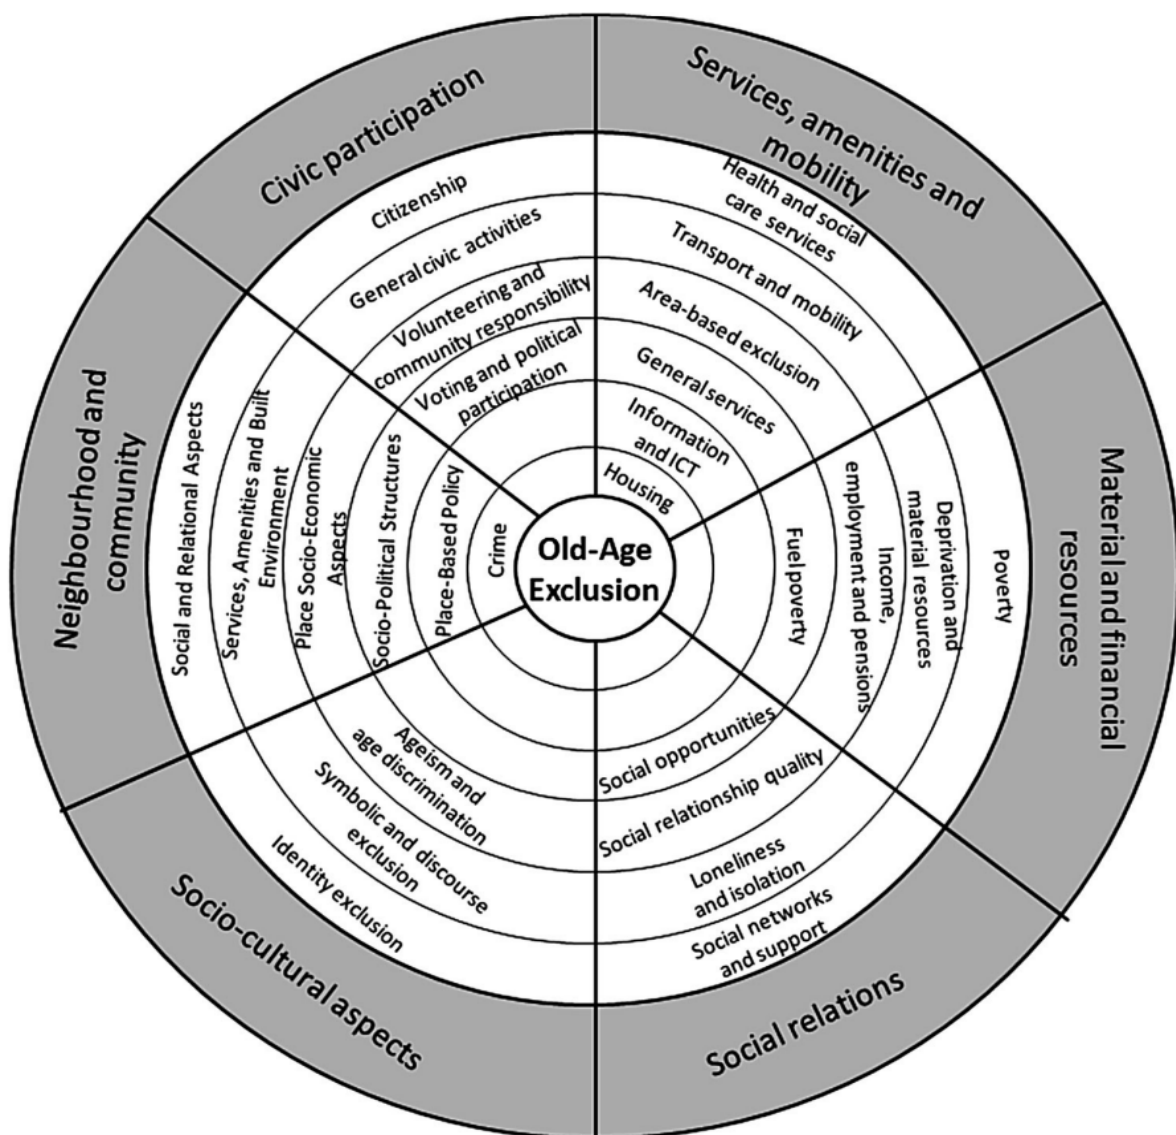 Old-Age
Exclusion
Civic participation
Citizenship
General civic activities
Volunteering and
community responsibility
Voting and political
participation
Services, amenities and
mobility
Health and social
care services
Transport and mobility
Area-based exclusion
General services
Information
and ICT
Housing
Material and financial
resources
Poverty
Deprivation and
material resources
Income,
employment and pensions
Fuel poverty
Social relations
Social networks
and support
Loneliness
and isolation
Social relationship quality
Social opportunities
Socio-cultural aspects
Identity exclusion
Symbolic and discourse
exclusion
Ageism and
age discrimination
Neighbourhood and
community
Social and Relational Aspects
Services, Amenities and Built
Environment
Place Socio-Economic
Aspects
Socio-Political Structures
Place-Based Policy
Crime